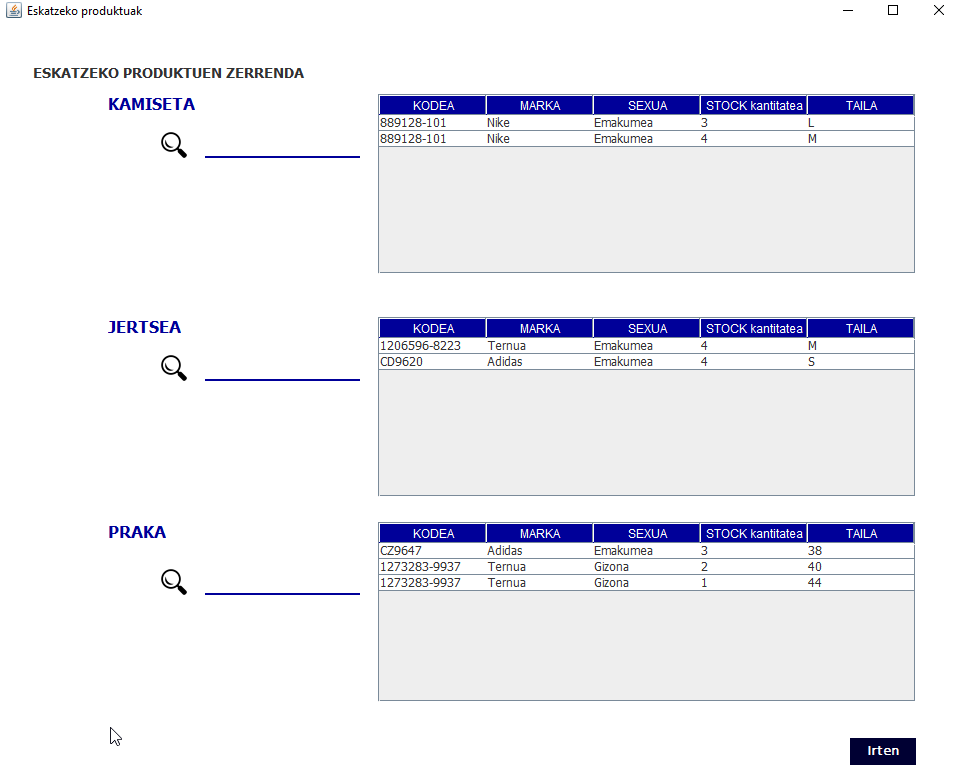 Eskatzeko produktuak
ESKATZEKO PRODUKTUEN ZERRENDA
KAMISETA
KODEA MARKA SEXUA STOCK kantitatea TAILA
889128-101 Nike Emakumea 3 L
889128-101 Nike Emakumea 4 M
JERTSEA
KODEA MARKA SEXUA STOCK kantitatea TAILA
1206596-8223 Ternua Emakumea 4 M
CD9620 Adidas Emakumea 4 S
PRAKA
KODEA MARKA SEXUA STOCK kantitatea TAILA
CZ9647 Adidas Emakumea 3 38
1273283-9937 Ternua Gizona 2 40
1273283-9937 Ternua Gizona 1 44
Irten